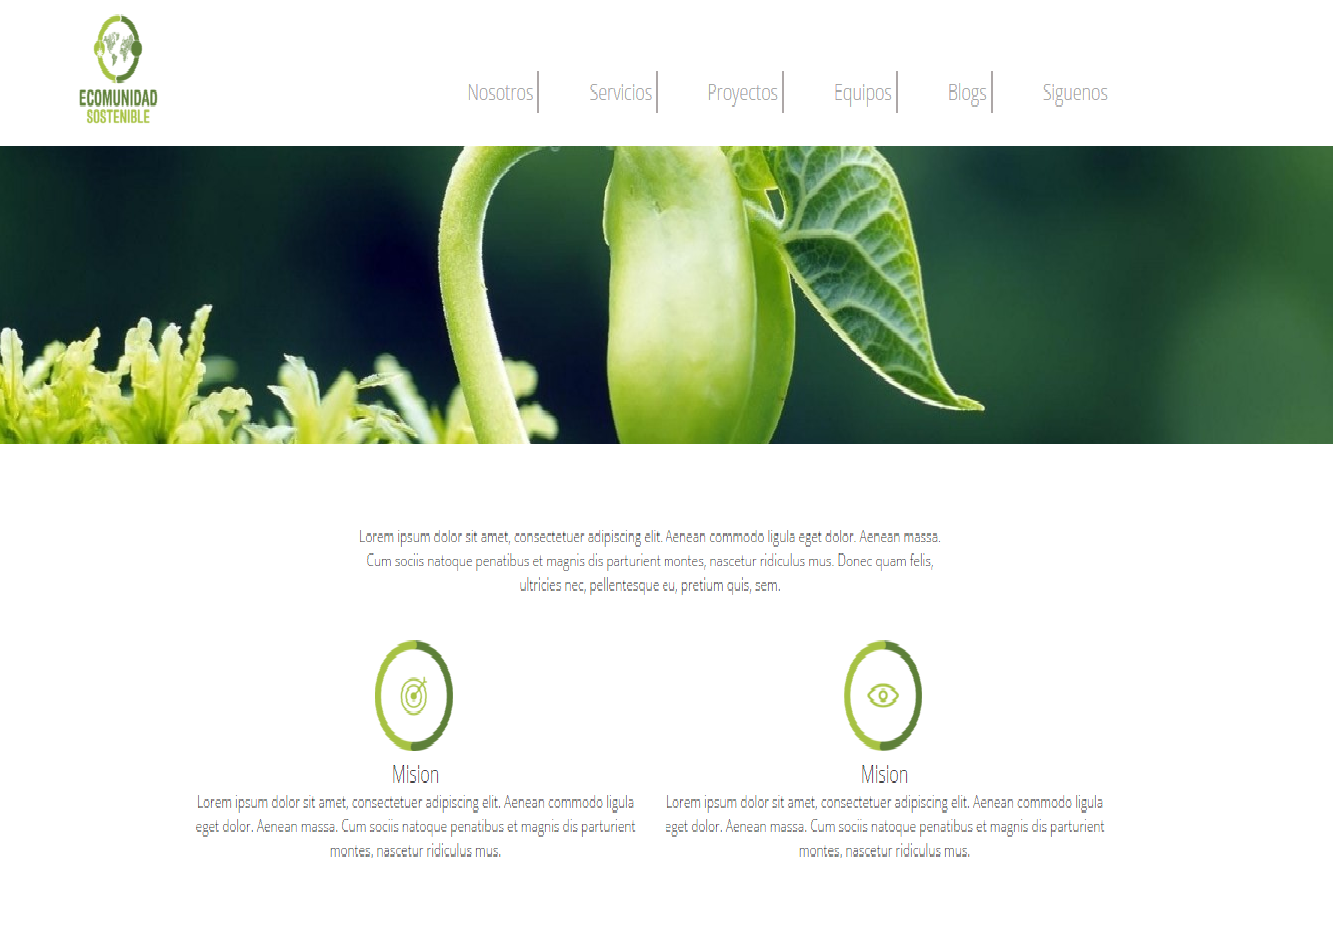 ECOMUNIDAD
SOSTENIBLE
Nosotros
Servicios
Proyectos
Equipos
Blogs
Siguenos
Lorem ipsum dolor sit amet, consectetuer adipiscing elit. Aenean commodo ligula eget dolor. Aenean massa.
Cum sociis natoque penatibus et magnis dis parturient montes, nascetur ridiculus mus. Donec quam felis,
ultricies nec, pellentesque eu, pretium quis, sem.
Mision
Lorem ipsum dolor sit amet, consectetuer adipiscing elit. Aenean commodo ligula
eget dolor. Aenean massa. Cum sociis natoque penatibus et magnis dis parturient
montes, nascetur ridiculus mus.
Mision
Lorem ipsum dolor sit amet, consectetuer adipiscing elit. Aenean commodo ligula
eget dolor. Aenean massa. Cum sociis natoque penatibus et magnis dis parturient
montes, nascetur ridiculus mus.